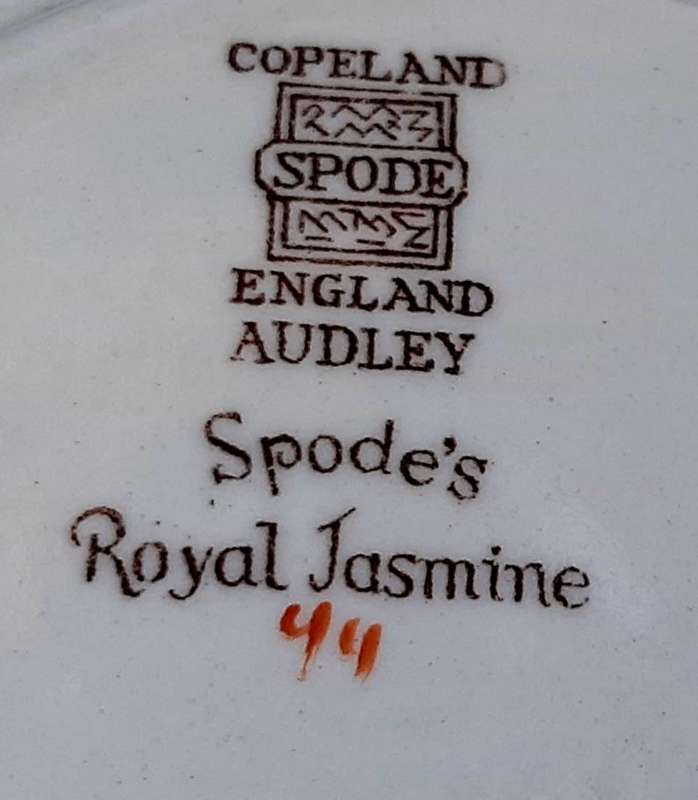 COPELAND
SPODE
ENGLAND
AUDLEY
Spode's
Royal Jasmine
44